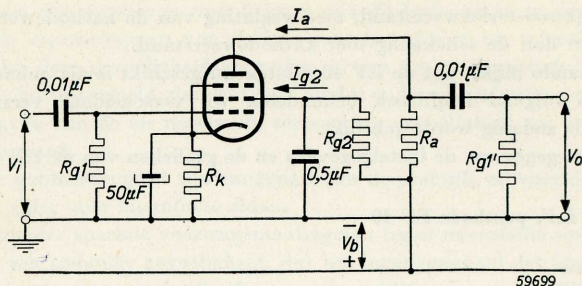 Ia
Ig2
0,01µF
0,01µF
Vi
Rg1
50µF
Rk
0,5µF
Rg2
Ra
Rg1'
Vo
Vb
+
59699